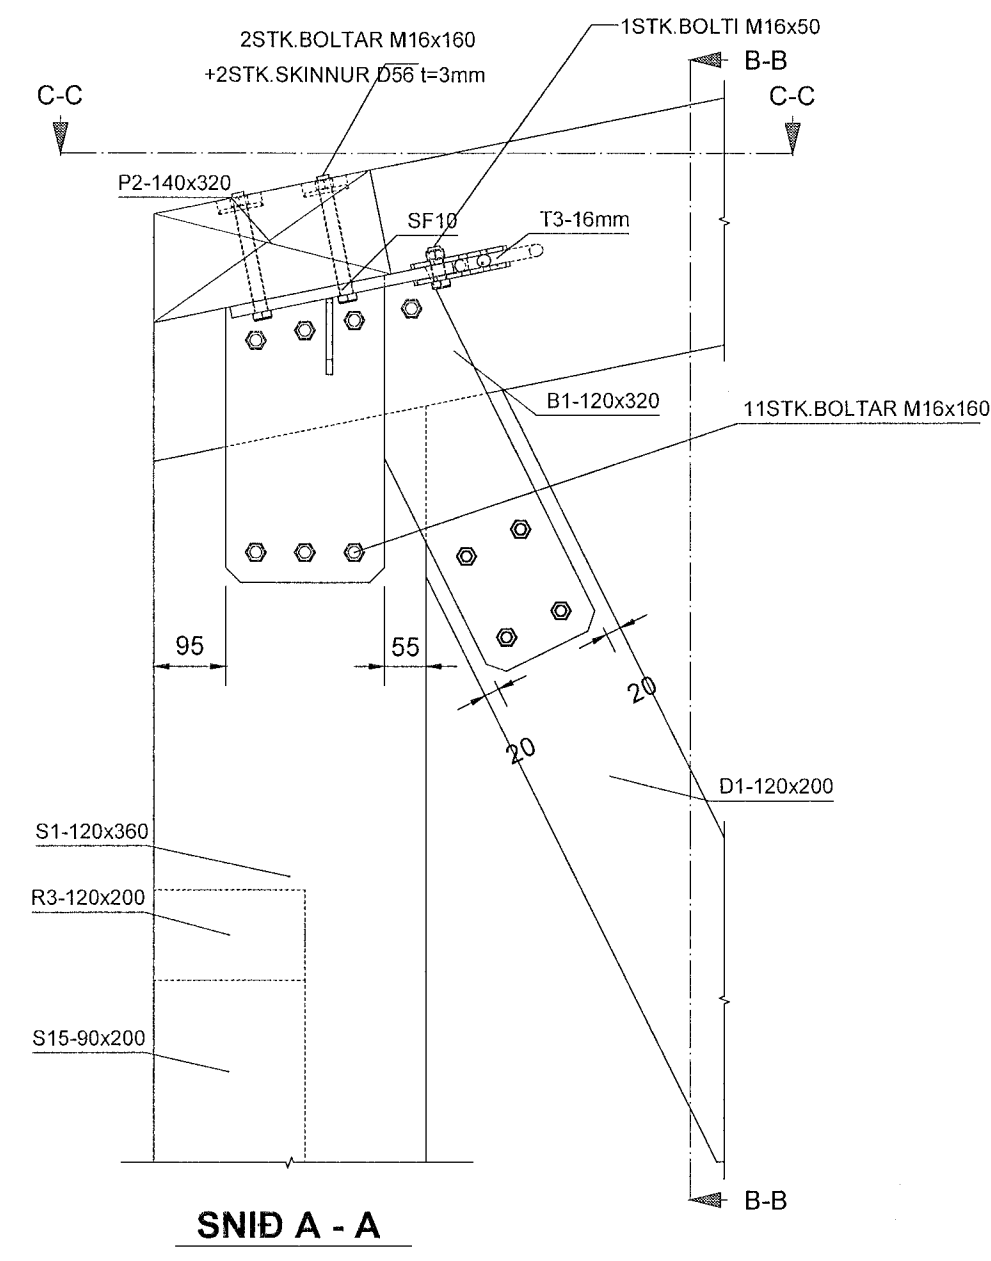 1STK.BOLTI M16x50
2STK.BOLTAR M16x160
+2STK.SKINNUR D56 t=3mm
B-B
C-C
C-C
P2-140x320
SF10
T3-16mm
B1-120x320
11STK.BOLTAR M16x160
95
55
20
20
D1-120x200
S1-120x360
R3-120x200
S15-90x200
B-B
SNIÐ A - A